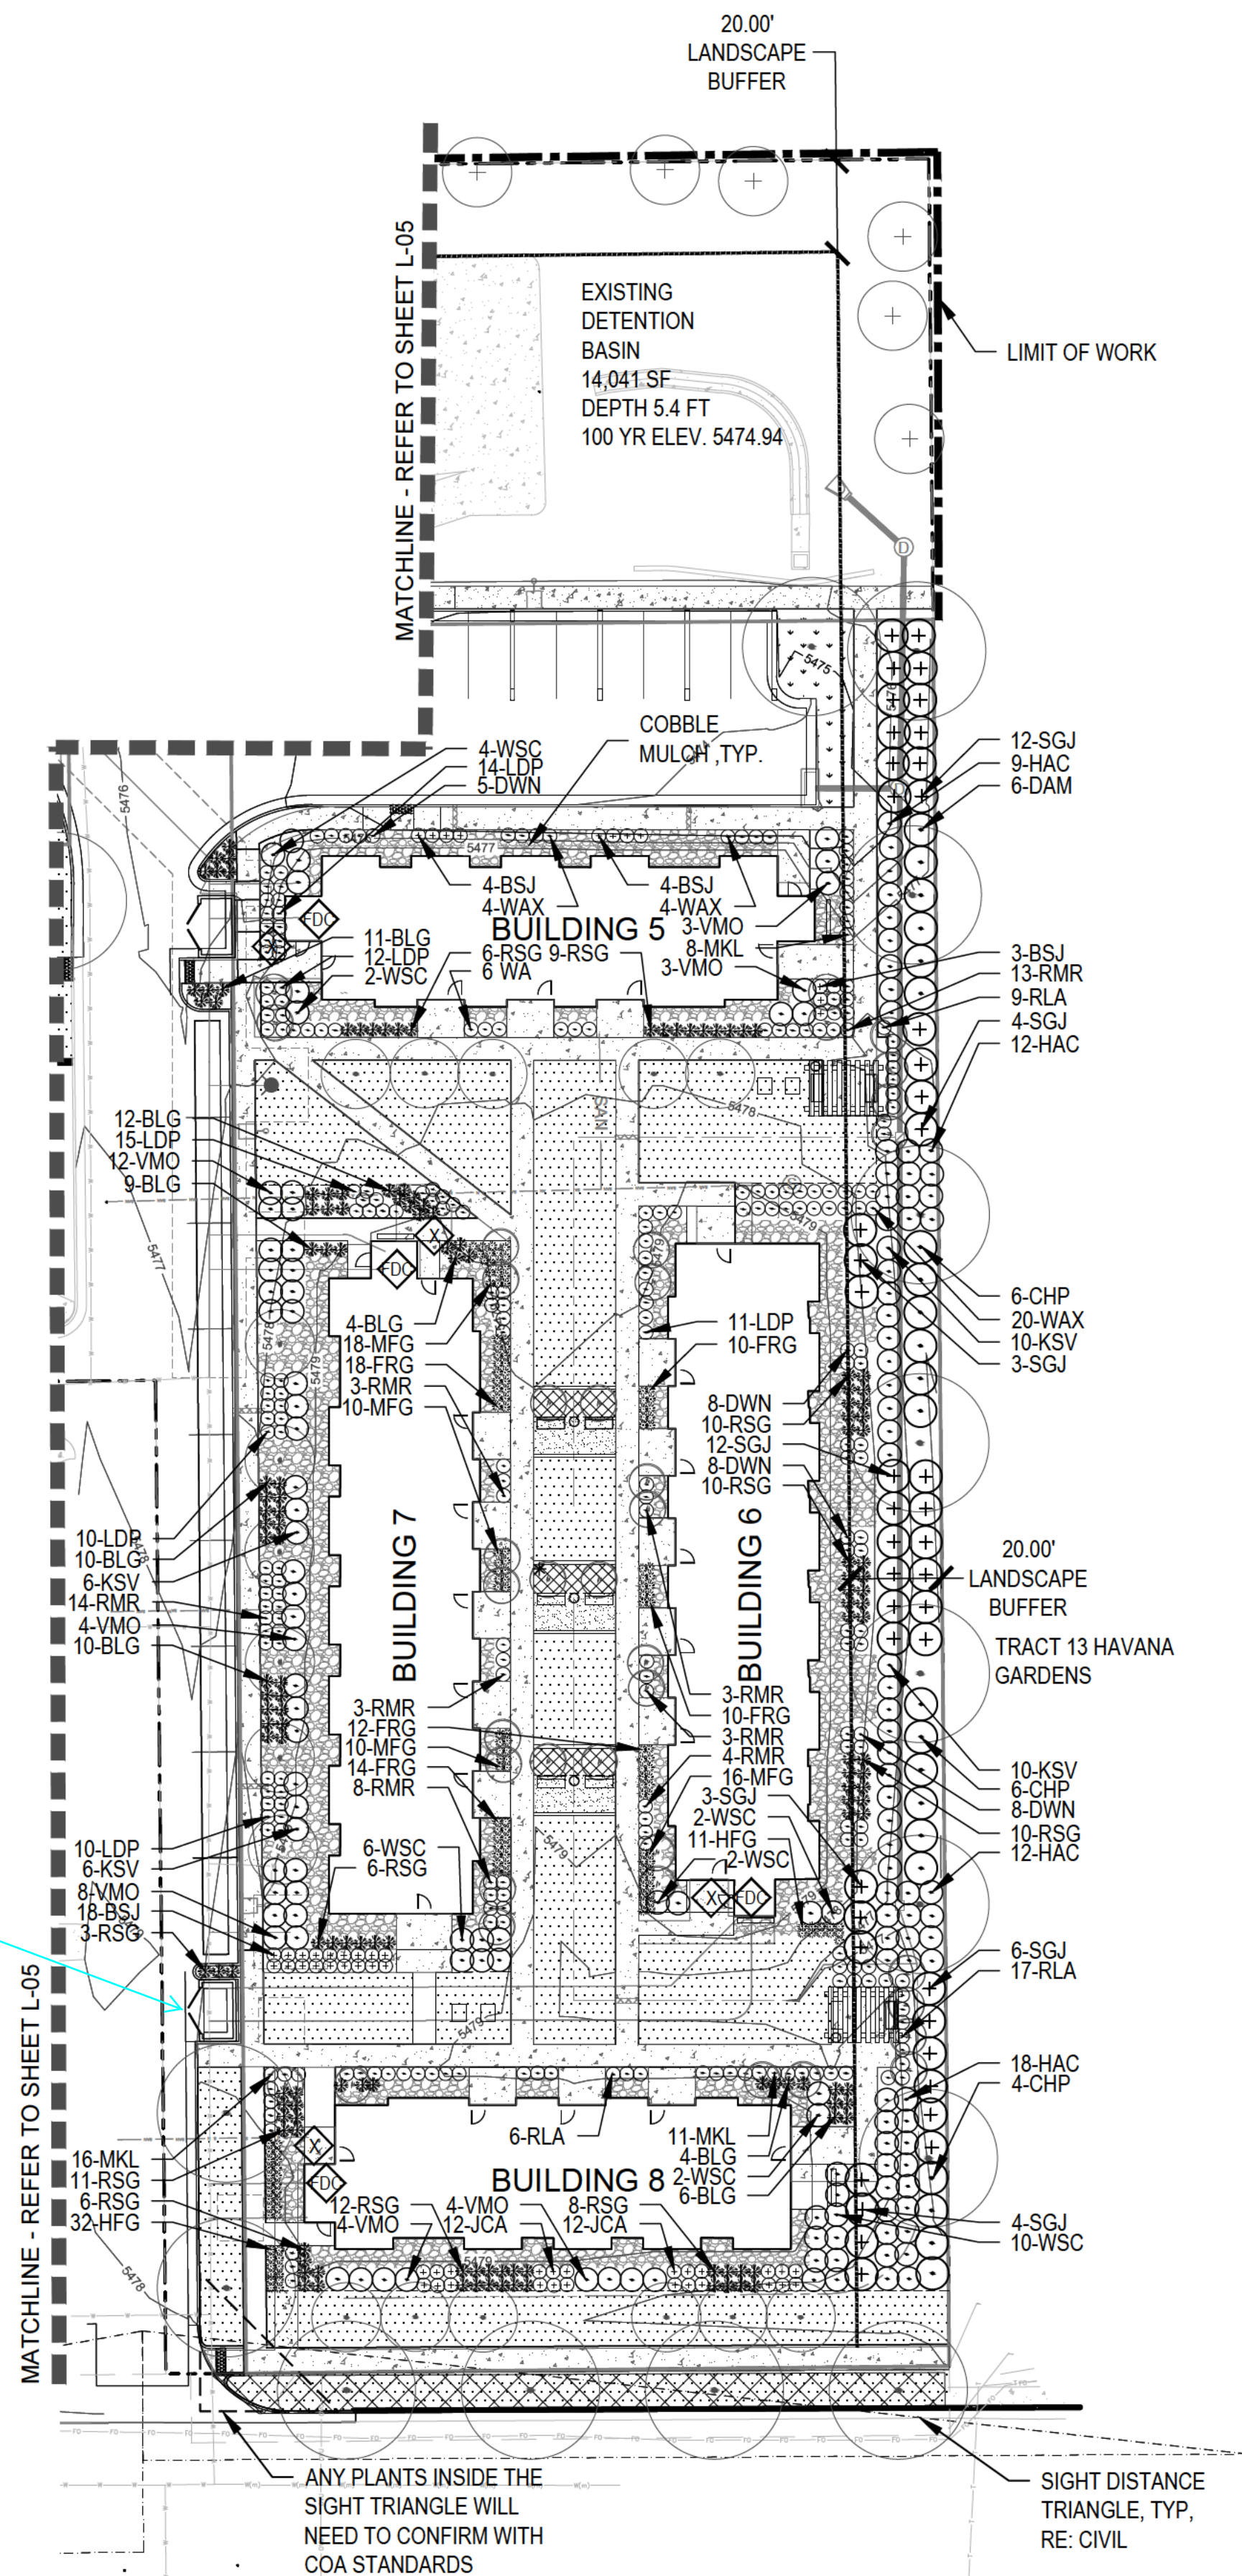 20.00'
LANDSCAPE
BUFFER
MATCHLINE - REFER TO SHEET L-05
EXISTING
DETENTION
BASIN
14,041 SF
DEPTH 5.4 FT
100 YR ELEV. 5474.94
LIMIT OF WORK
D
5475
5476
COBBLE
MULCH ,TYP.
4-WSC
14-LDP
5-DWN
12-SGJ
9-HAC
6-DAM
5476
5477
4-BSJ
4-WAX
4-BSJ
4-WAX
BUILDING 5
3-VMO
8-MKL
3-VMO
FDC
X
11-BLG
12-LDP
2-WSC
6-RSG
9-RSG
6 WA
3-BSJ
13-RMR
9-RLA
4-SGJ
12-HAC
SAN
5478
12-BLG
15-LDP
12-VMO
9-BLG
X
FDC
5477
5479
5479
5478
5479
4-BLG
18-MFG
18-FRG
3-RMR
10-MFG
11-LDP
10-FRG
6-CHP
20-WAX
10-KSV
3-SGJ
8-DWN
10-RSG
12-SGJ
8-DWN
10-RSG
BUILDING 7
BUILDING 6
10-LDP
10-BLG
6-KSV
14-RMR
4-VMO
10-BLG
5478
20.00'
LANDSCAPE
BUFFER
TRACT 13 HAVANA
GARDENS
3-RMR
12-FRG
10-MFG
14-FRG
8-RMR
3-RMR
10-FRG
3-RMR
4-RMR
16-MFG
3-SGJ
2-WSC
11-HFG
2-WSC
10-KSV
6-CHP
8-DWN
10-RSG
12-HAC
10-LDP
6-KSV
8-VMO
18-BSJ
3-RSG
6-WSC
6-RSG
X
FDC
5479
5479
6-SGJ
17-RLA
MATCHLINE - REFER TO SHEET L-05
18-HAC
4-CHP
6-RLA
11-MKL
4-BLG
2-WSC
6-BLG
BUILDING 8
X
FDC
16-MKL
11-RSG
6-RSG
32-HFG
12-RSG
4-VMO
4-VMO
12-JCA
8-RSG
12-JCA
4-SGJ
10-WSC
5479
5478
ANY PLANTS INSIDE THE
SIGHT TRIANGLE WILL
NEED TO CONFIRM WITH
COA STANDARDS
SIGHT DISTANCE
TRIANGLE, TYP,
RE: CIVIL